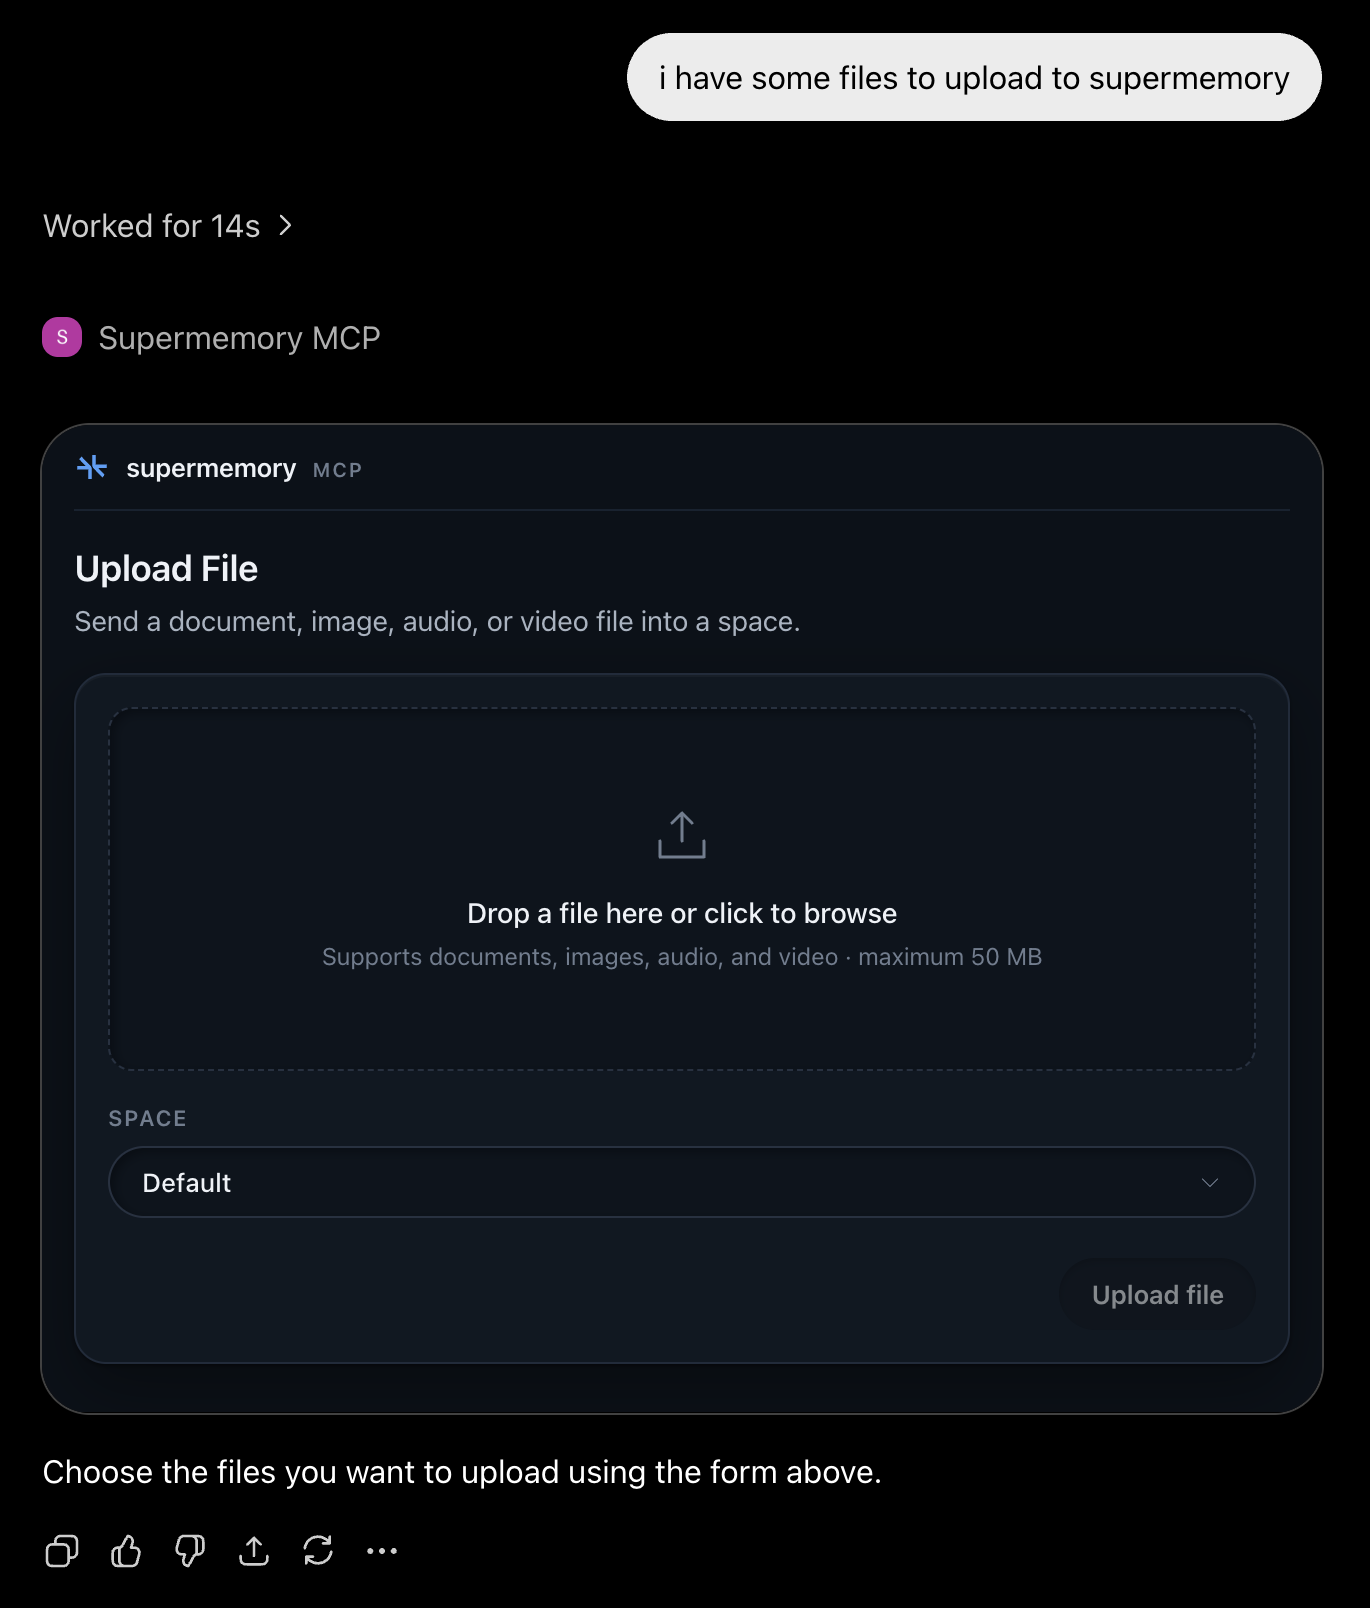 i have some files to upload to supermemory
Worked for 14s
S Supermemory MCP
supermemory MCP
Upload File
Send a document, image, audio, or video file into a space.
Drop a file here or click to browse
Supports documents, images, audio, and video · maximum 50 MB
SPACE
Default
Upload file
Choose the files you want to upload using the form above.